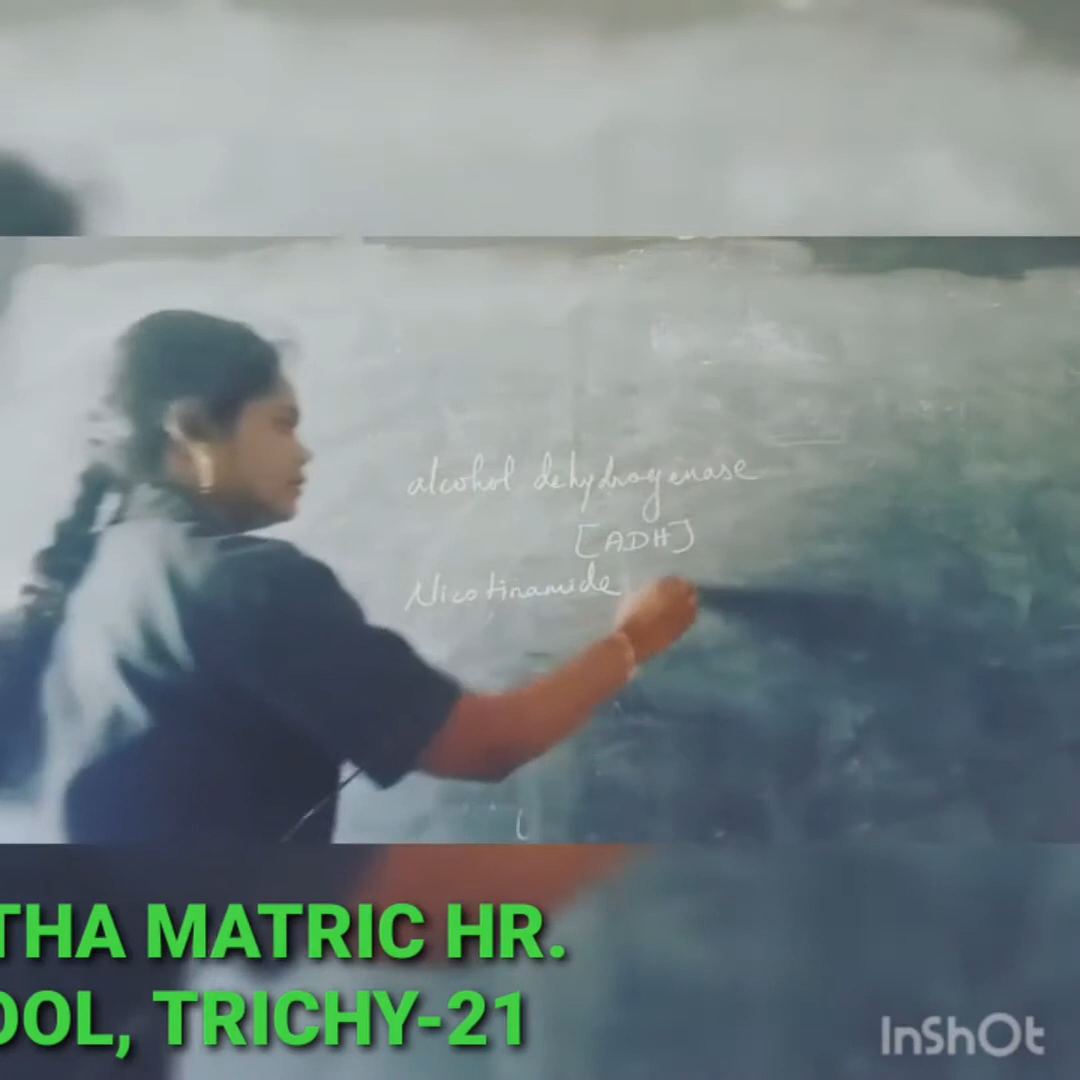 alcohol dehydrogenase
[ADH]
Nicotinamide
THA MATRIC HR.
OOL, TRICHY-21
InShOt